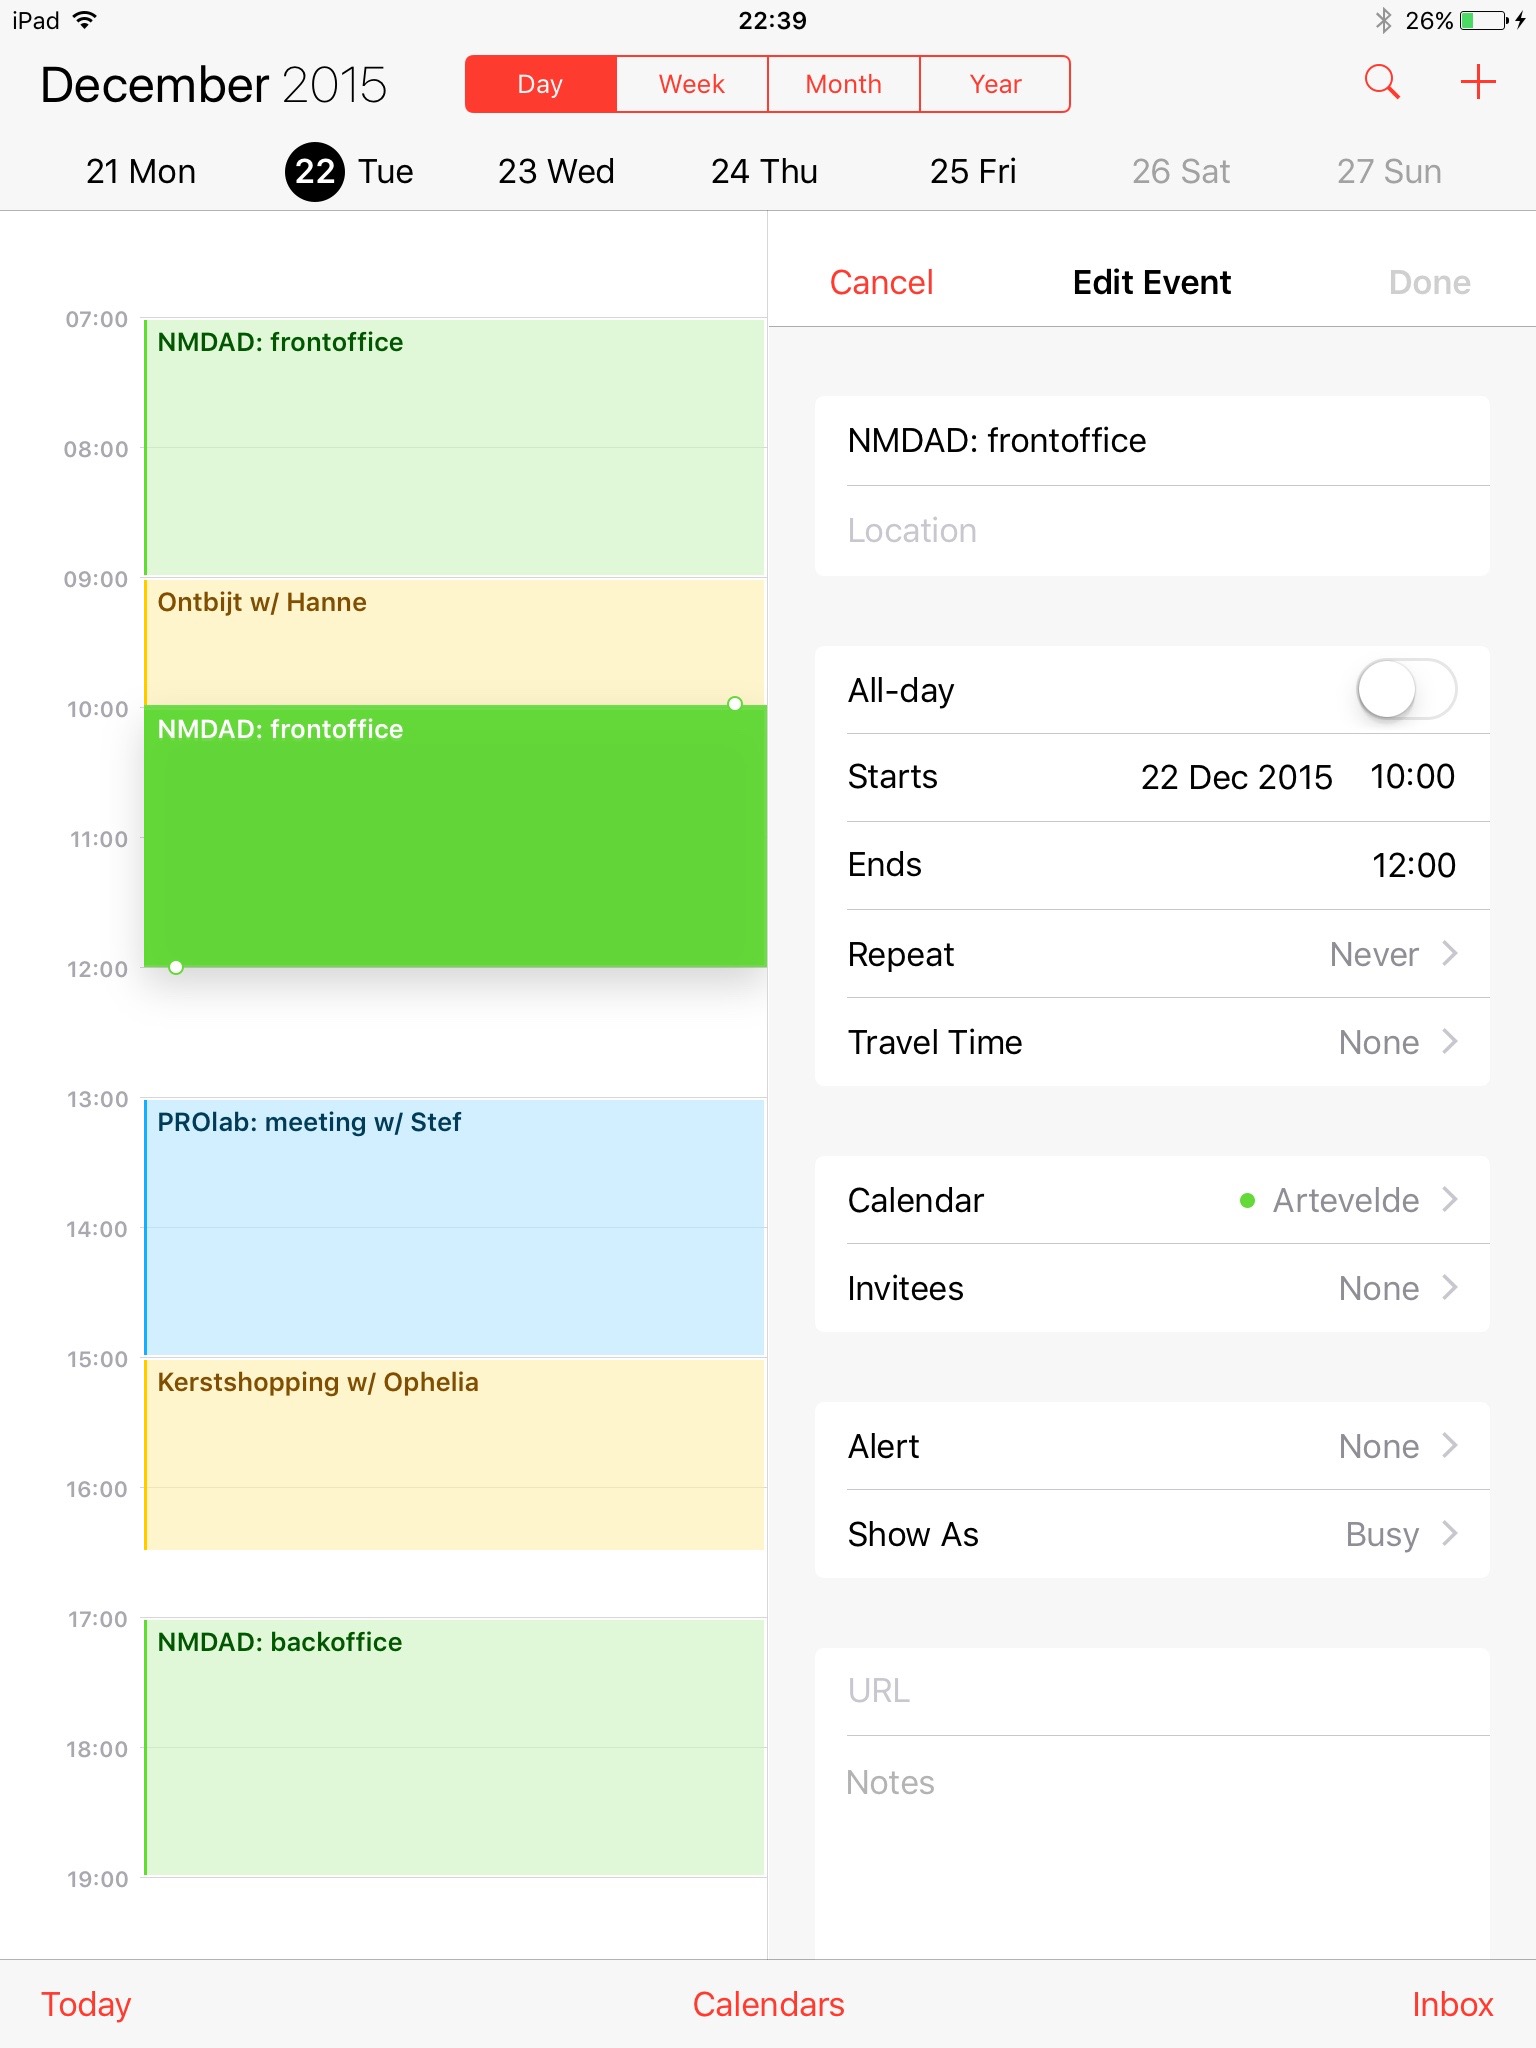 iPad 22:39 26%
December 2015 Day Week Month Year
21 Mon 22 Tue 23 Wed 24 Thu 25 Fri 26 Sat 27 Sun
07:00
NMDAD: frontoffice
08:00
09:00
Ontbijt w/ Hanne
10:00
NMDAD: frontoffice
11:00
12:00
13:00
PROlab: meeting w/ Stef
14:00
15:00
Kerstshopping w/ Ophelia
16:00
17:00
NMDAD: backoffice
18:00
19:00
Cancel Edit Event Done
NMDAD: frontoffice
Location
All-day
Starts 22 Dec 2015 10:00
Ends 12:00
Repeat Never
Travel Time None
Calendar Artevelde
Invitees None
Alert None
Show As Busy
URL
Notes
Today Calendars Inbox